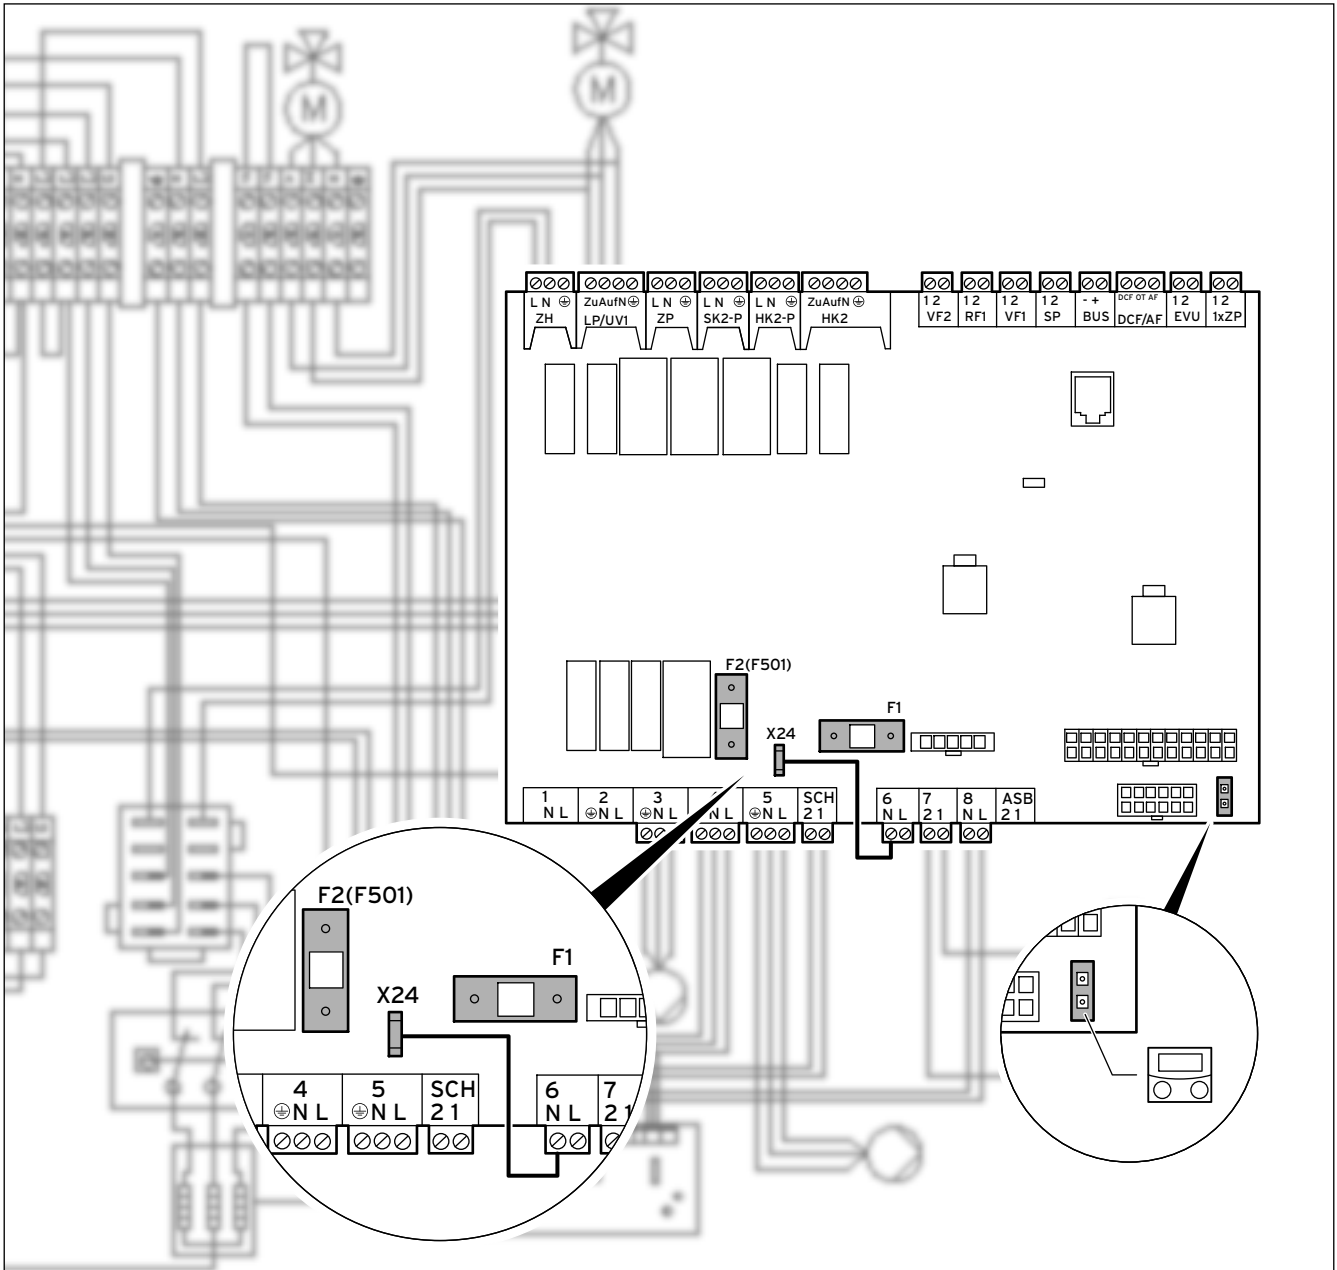 M
M
L N ⏚
ZH
ZuAufN ⏚
LP/UV1
L N ⏚
ZP
L N ⏚
SK2-P
L N ⏚
HK2-P
ZuAufN ⏚
HK2
1 2
VF2
1 2
RF1
1 2
VF1
1 2
SP
- +
BUS
DCF OT AF
DCF/AF
1 2
EVU
1 2
1xZP
F2(F501)
F1
X24
1
N L
2
⏚ N L
3
⏚ N L
N L
5
⏚ N L
SCH
2 1
6
N L
7
2 1
8
N L
ASB
2 1
F2(F501)
F1
X24
4
⏚ N L
5
⏚ N L
SCH
2 1
6
N L
7
2 1